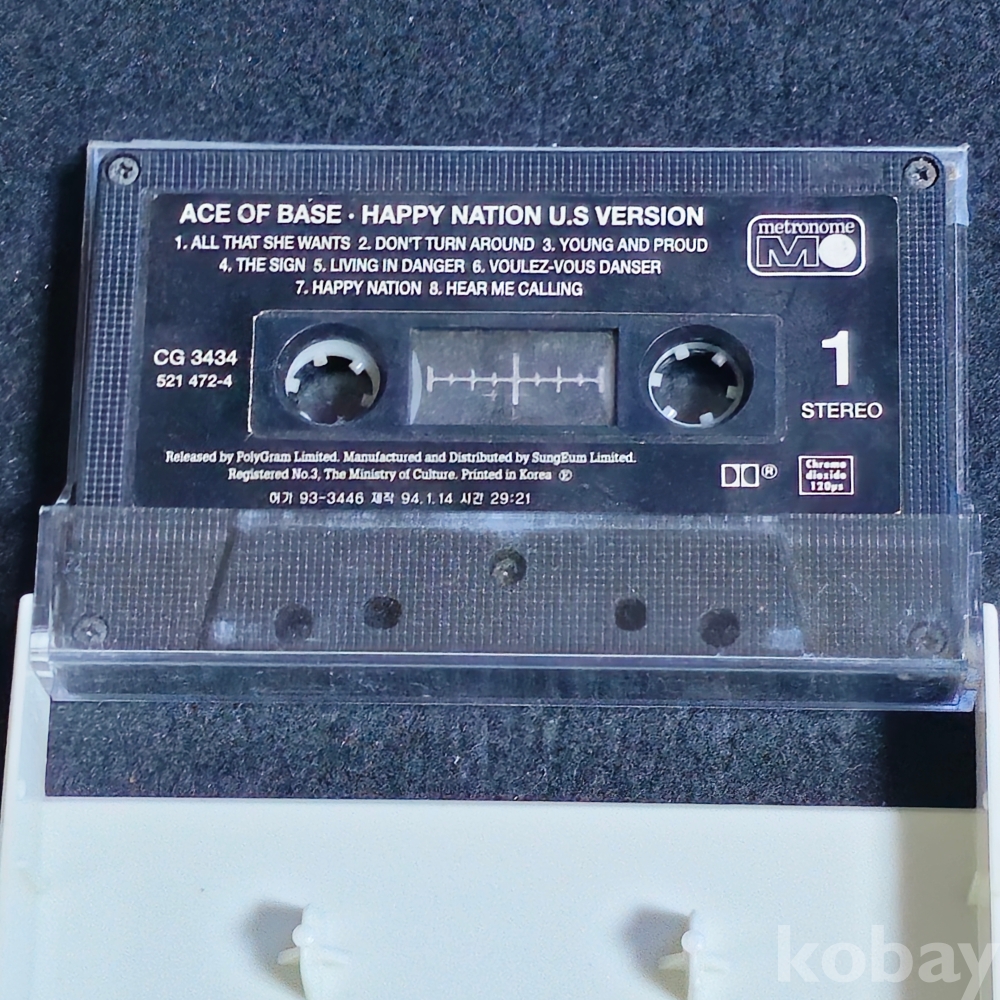 ACE OF BASE · HAPPY NATION U.S VERSION
1. ALL THAT SHE WANTS 2. DON'T TURN AROUND 3. YOUNG AND PROUD
4. THE SIGN 5. LIVING IN DANGER 6. VOULEZ-VOUS DANSER
7. HAPPY NATION 8. HEAR ME CALLING
metronome
M
CG 3434
521 472-4
1
STEREO
Released by PolyGram Limited. Manufactured and Distributed by SungEum Limited.
Registered No.3, The Ministry of Culture. Printed in Korea ℗
허가 93-3446 제작 94.1.14 시간 29:21
®
Chrome
dioxide
120µs
kobay